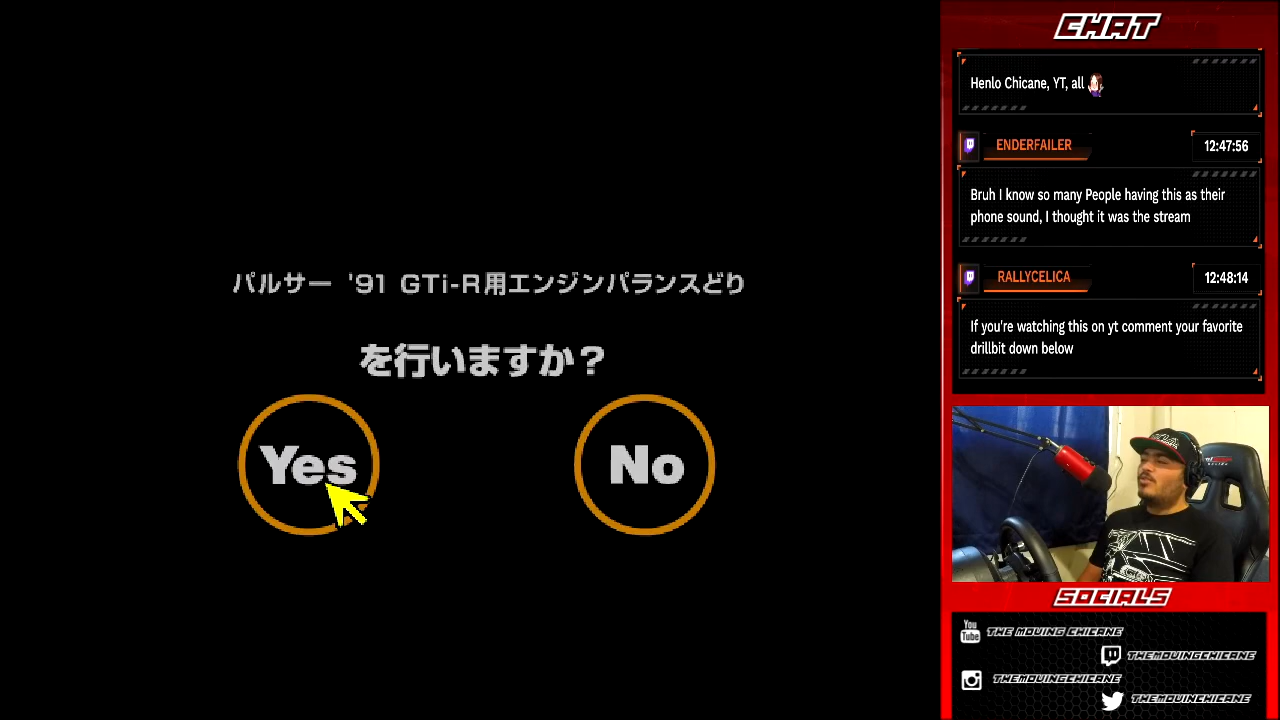 パルサー '91 GTi-R用エンジンバランスどり
を行いますか？
Yes
No
CHAT
Henlo Chicane, YT, all
ENDERFAILER
12:47:56
Bruh I know so many People having this as their
phone sound, I thought it was the stream
RALLYCELICA
12:48:14
If you're watching this on yt comment your favorite
drillbit down below
SOCIALS
You
Tube
THE MOVING CHICANE
THEMOVINGCHICANE
THEMOVINGCHICANE
THEMOVINCHICANE